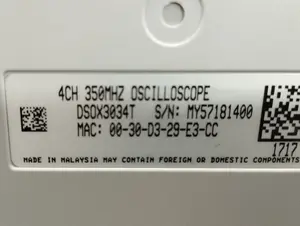 4CH 350MHZ OSCILLOSCOPE
DSOX3034T S/N: MY57181400
MAC: 00-30-D3-29-E3-CC
1717
MADE IN MALAYSIA MAY CONTAIN FOREIGN OR DOMESTIC COMPONENTS